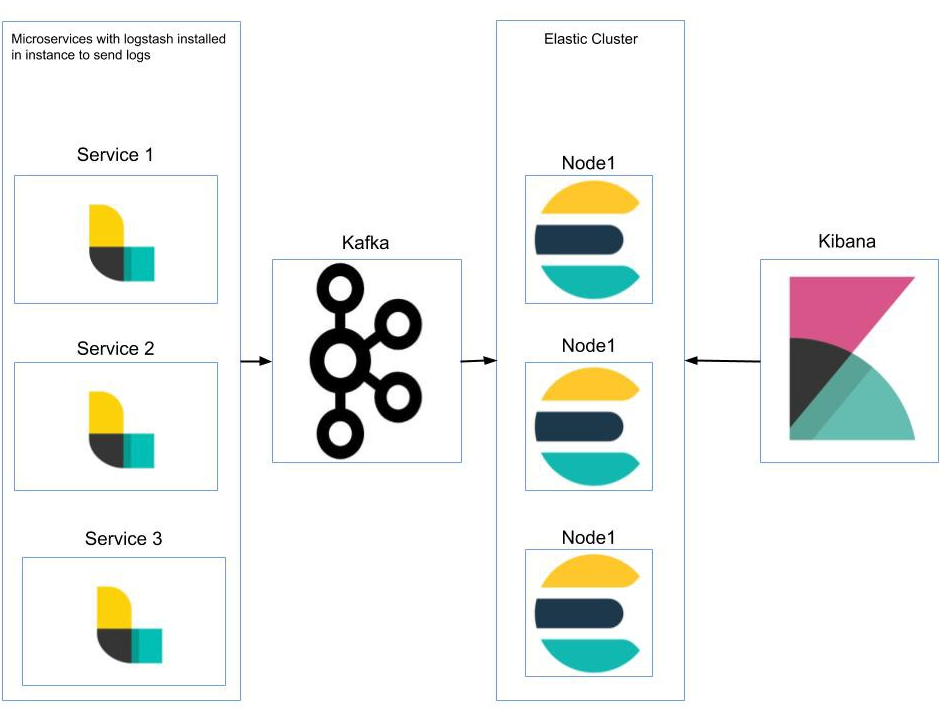 Microservices with logstash installed
in instance to send logs
Service 1
Service 2
Service 3
Kafka
Elastic Cluster
Node1
Node1
Node1
Kibana